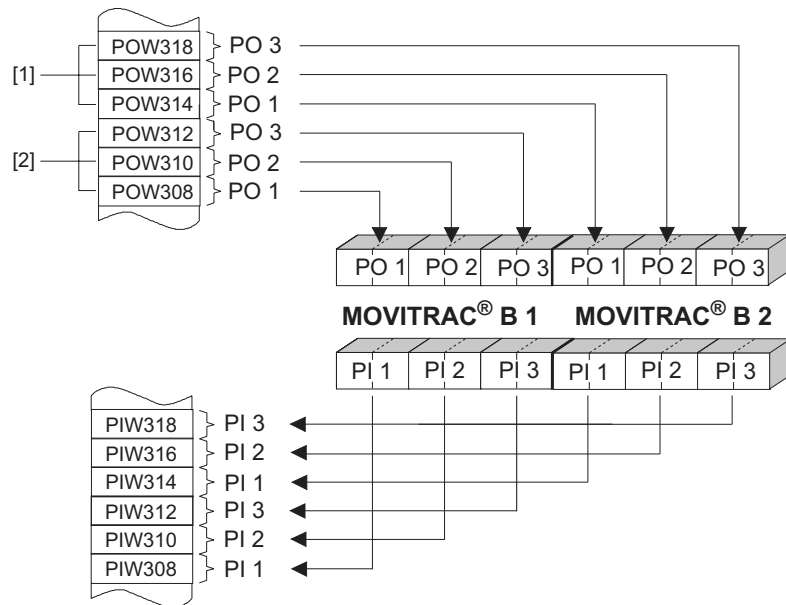 POW318 PO 3
[1] POW316 PO 2
POW314 PO 1
POW312 PO 3
[2] POW310 PO 2
POW308 PO 1
PO 1 PO 2 PO 3 PO 1 PO 2 PO 3
MOVITRAC® B 1 MOVITRAC® B 2
PI 1 PI 2 PI 3 PI 1 PI 2 PI 3
PIW318 PI 3
PIW316 PI 2
PIW314 PI 1
PIW312 PI 3
PIW310 PI 2
PIW308 PI 1